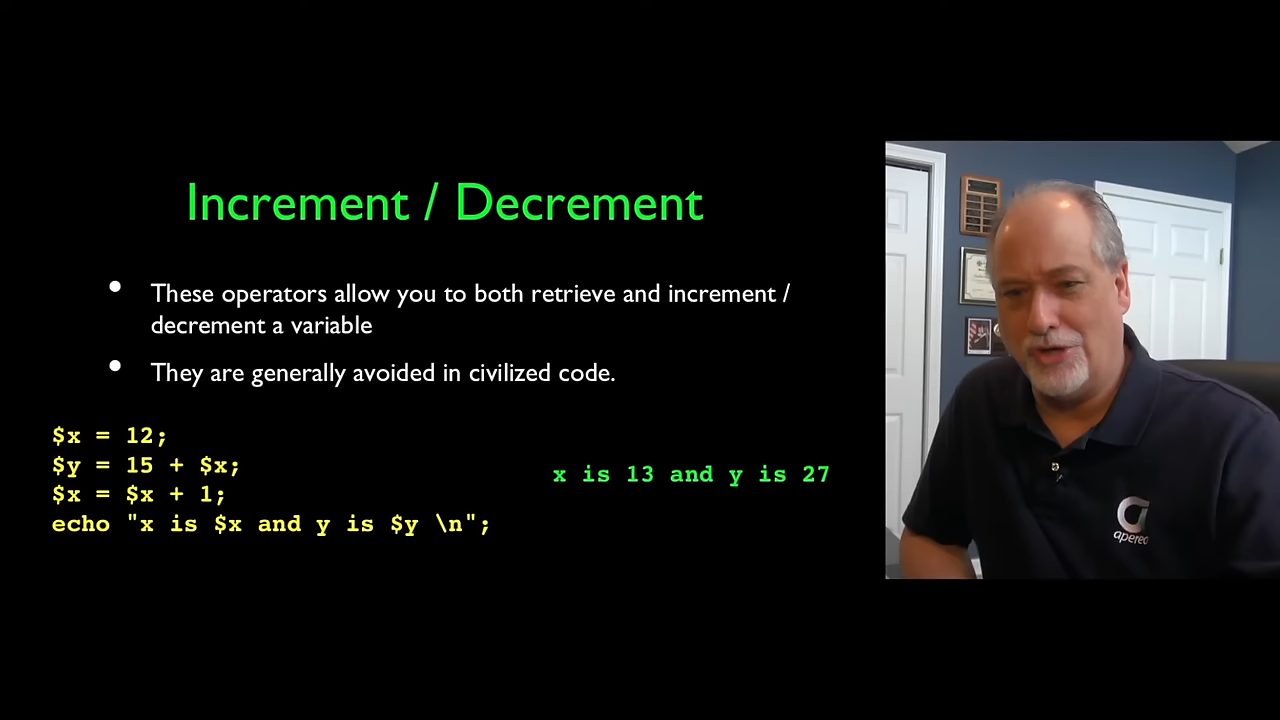 Increment / Decrement
These operators allow you to both retrieve and increment /
decrement a variable
They are generally avoided in civilized code.
$x = 12;
$y = 15 + $x;
$x = $x + 1;
echo "x is $x and y is $y \n";
x is 13 and y is 27
apereo